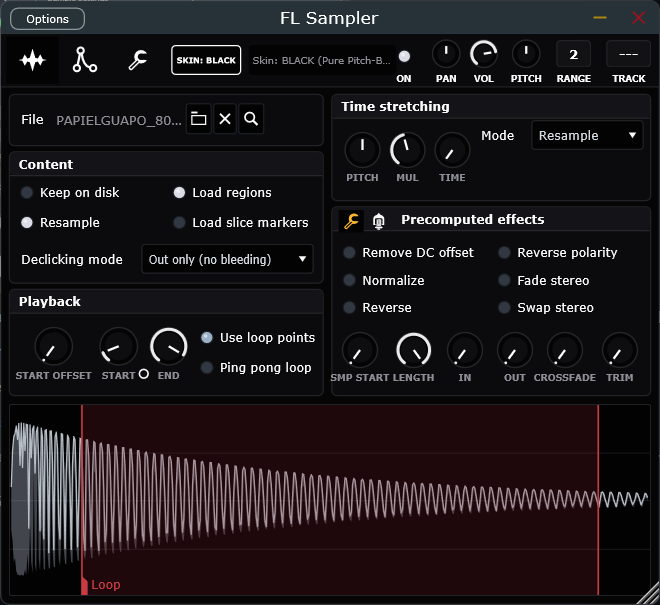 Options
FL Sampler
SKIN: BLACK
Skin: BLACK (Pure Pitch-B...
ON
PAN
VOL
PITCH
2
RANGE
---
TRACK
File
PAPIELGUAPO_80...
Content
Keep on disk
Load regions
Resample
Load slice markers
Declicking mode
Out only (no bleeding)
Playback
START OFFSET
START
END
Use loop points
Ping pong loop
Time stretching
PITCH
MUL
TIME
Mode
Resample
Precomputed effects
Remove DC offset
Reverse polarity
Normalize
Fade stereo
Reverse
Swap stereo
SMP START
LENGTH
IN
OUT
CROSSFADE
TRIM
Loop